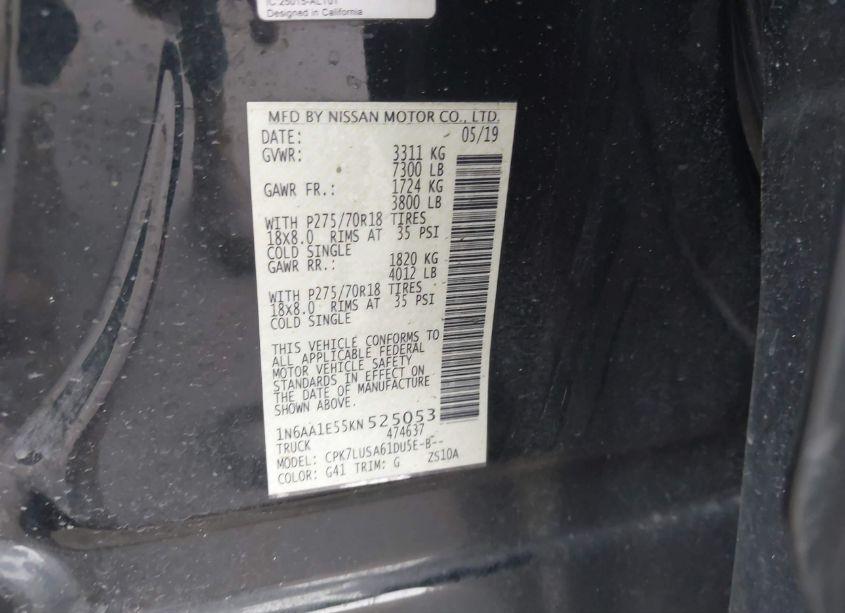 Designed in California
MFD BY NISSAN MOTOR CO., LTD.
DATE: 05/19
GVWR: 3311 KG
7300 LB
GAWR FR.: 1724 KG
3800 LB
WITH P275/70R18 TIRES
18X8.0 RIMS AT 35 PSI
COLD SINGLE
GAWR RR.: 1820 KG
4012 LB
WITH P275/70R18 TIRES
18X8.0 RIMS AT 35 PSI
COLD SINGLE
THIS VEHICLE CONFORMS TO
ALL APPLICABLE FEDERAL
MOTOR VEHICLE SAFETY
STANDARDS IN EFFECT ON
THE DATE OF MANUFACTURE
SHOWN ABOVE.
1N6AA1E55KN525053
TRUCK 474637
MODEL: CPK7LUSA61DU5E-B--
COLOR: G41 TRIM: G ZS10A